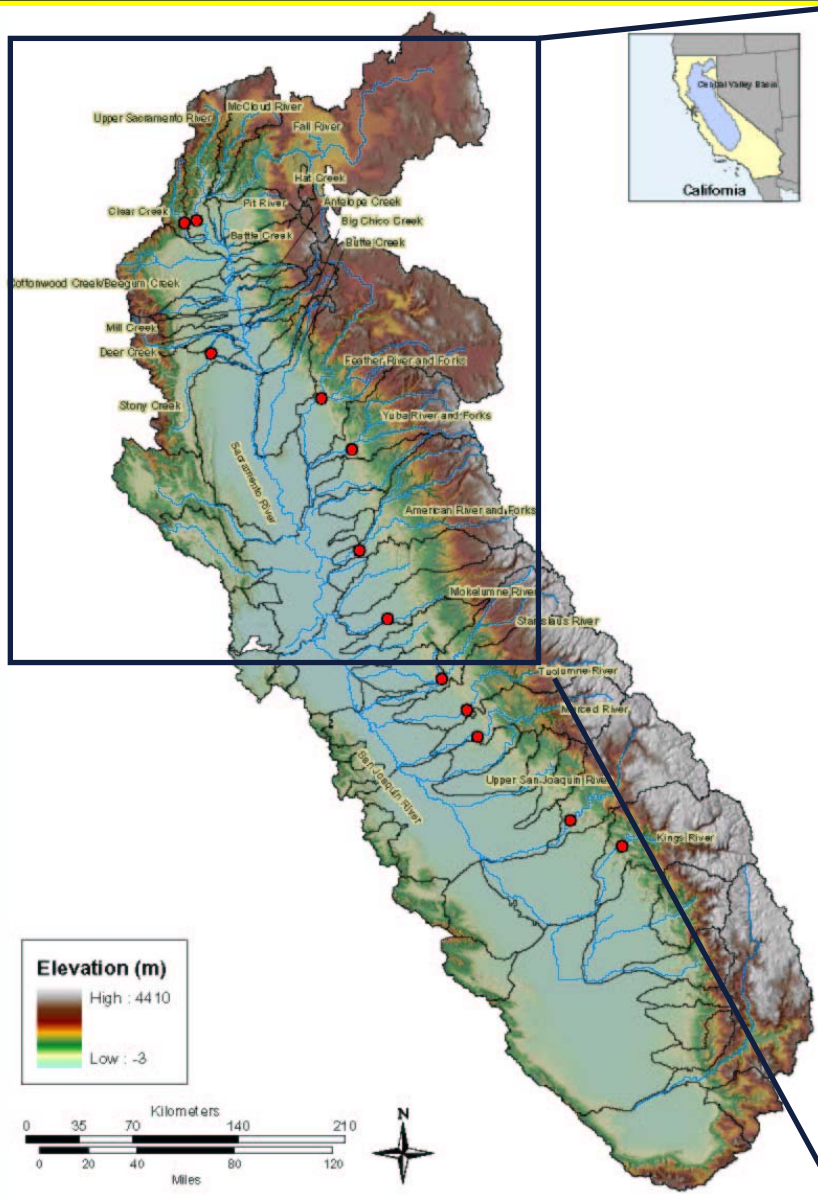 Central Valley Basin
California
McCloud River
Upper Sacramento River
Fall River
Hat Creek
Pit River
Antelope Creek
Clear Creek
Big Chico Creek
Battle Creek
Butte Creek
Cottonwood Creek/Beegum Creek
Mill Creek
Deer Creek
Feather River and Forks
Stony Creek
Yuba River and Forks
Sacramento River
American River and Forks
Mokelumne River
Stanislaus River
Tuolumne River
Merced River
San Joaquin River
Upper San Joaquin River
Kings River
Elevation (m)
High : 4410
Low : -3
Kilometers
0 35 70 140 210
0 20 40 80 120
Miles
N